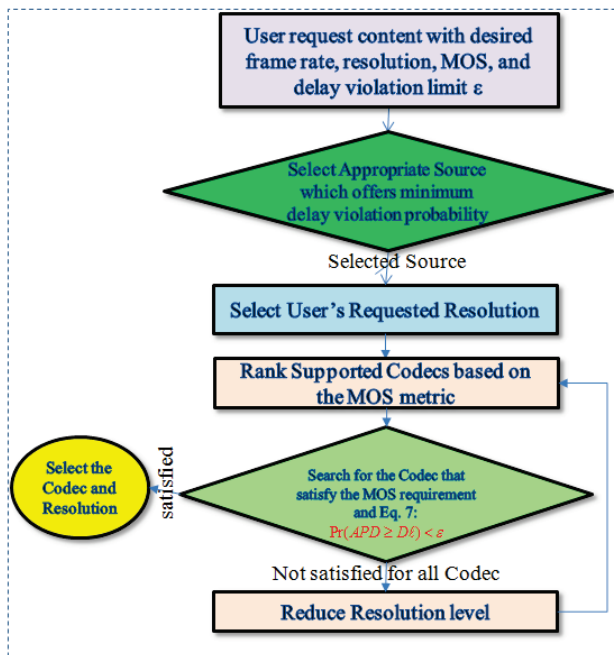 User request content with desired
frame rate, resolution, MOS, and
delay violation limit ε
Select Appropriate Source
which offers minimum
delay violation probability
Selected Source
Select User's Requested Resolution
Rank Supported Codecs based on
the MOS metric
Search for the Codec that
satisfy the MOS requirement
and Eq. 7:
Pr(APD ≥ Dℓ) < ε
satisfied
Select the
Codec and
Resolution
Not satisfied for all Codec
Reduce Resolution level